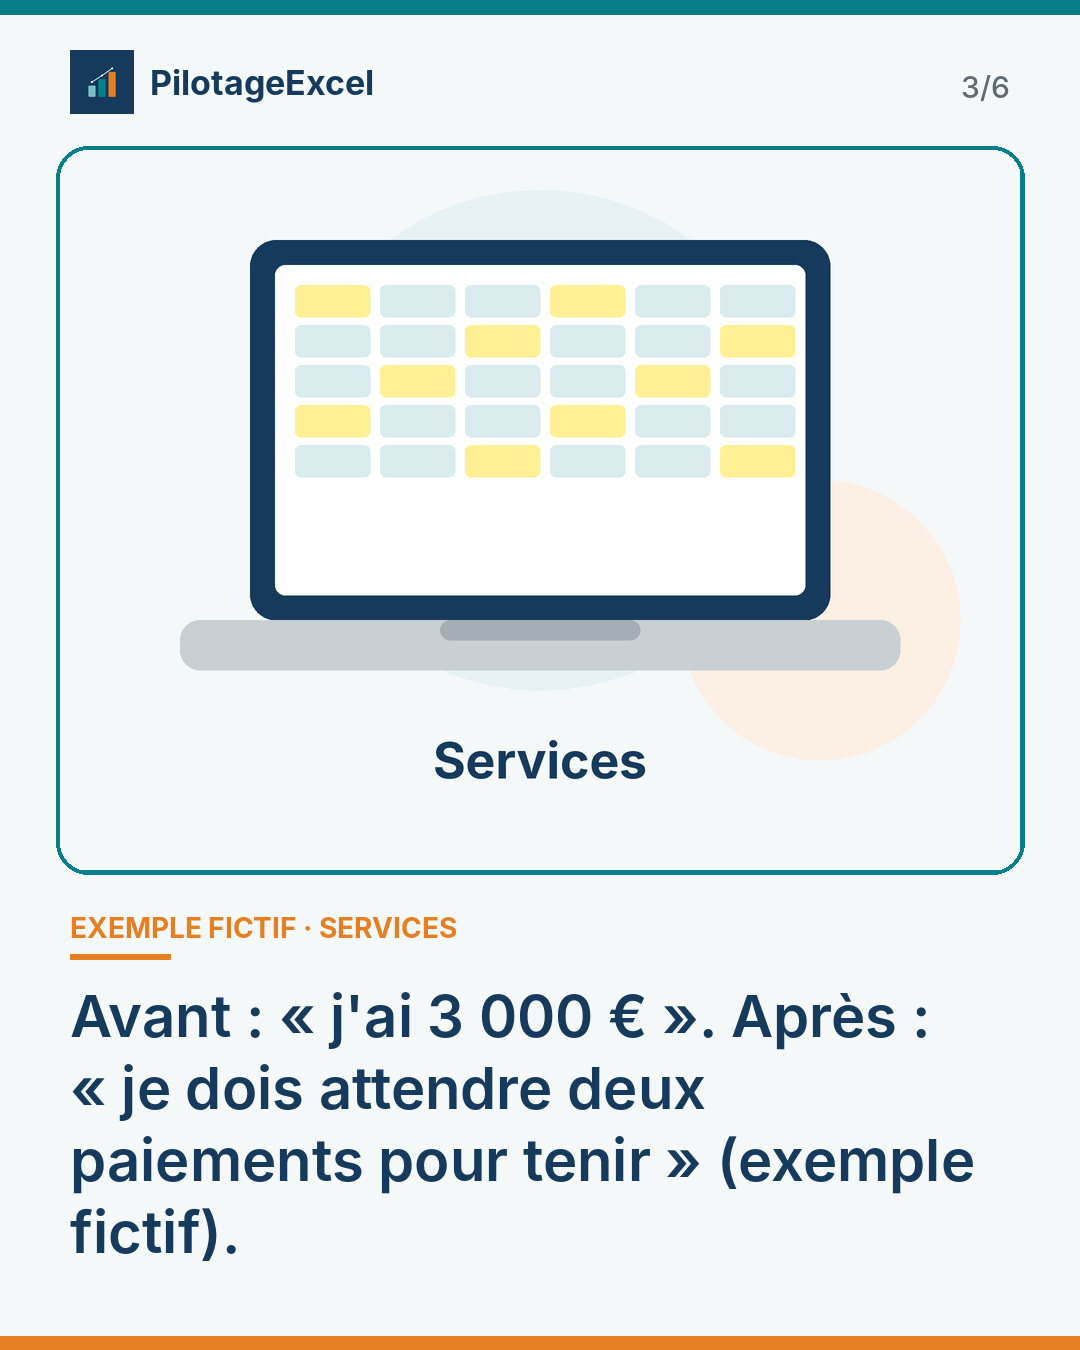 PilotageExcel
3/6
Services
EXEMPLE FICTIF · SERVICES
Avant : « j'ai 3 000 € ». Après :
« je dois attendre deux
paiements pour tenir » (exemple
fictif).